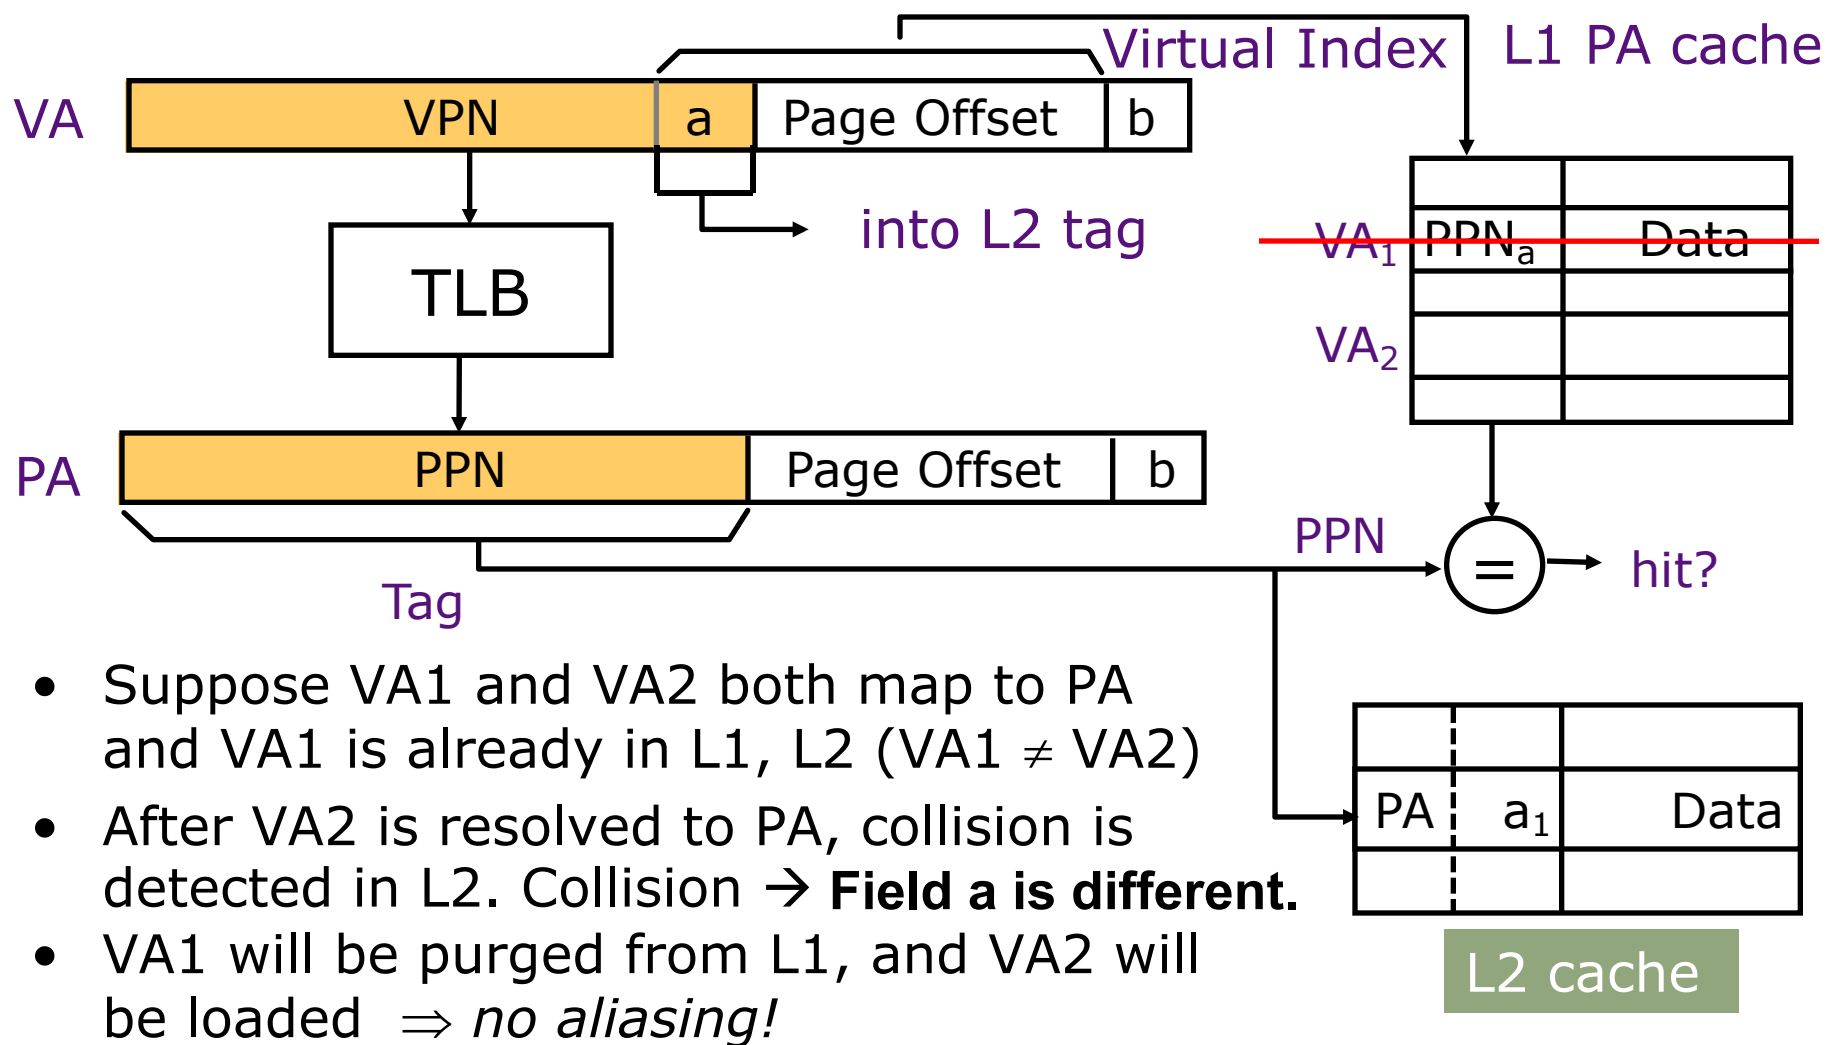 Virtual Index
L1 PA cache
VA
VPN
a
Page Offset
b
into L2 tag
VA1
PPNa
Data
TLB
VA2
PA
PPN
Page Offset
b
PPN
=
hit?
Tag
• Suppose VA1 and VA2 both map to PA
and VA1 is already in L1, L2 (VA1 ≠ VA2)
• After VA2 is resolved to PA, collision is
detected in L2. Collision → Field a is different.
• VA1 will be purged from L1, and VA2 will
be loaded ⇒ no aliasing!
PA
a1
Data
L2 cache